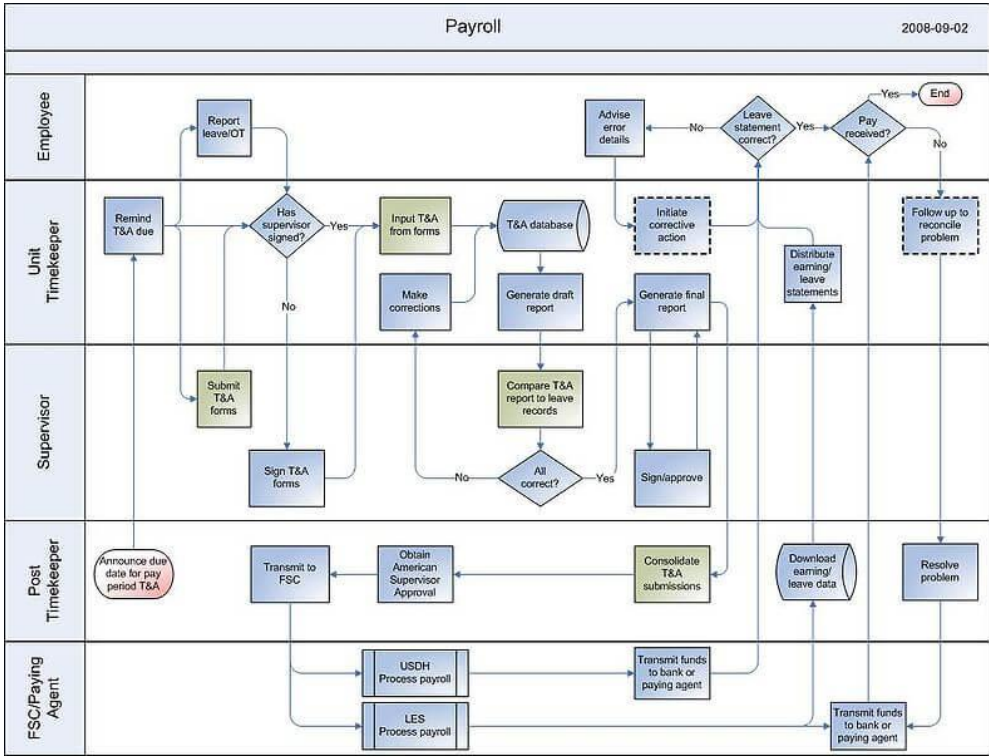 Payroll
2008-09-02
Employee
Report
leave/OT
Advise
error
details
No
Leave
statement
correct?
Yes
Pay
received?
Yes
End
No
Unit
Timekeeper
Remind
T&A due
Has
supervisor
signed?
Yes
No
Input T&A
from forms
T&A database
Make
corrections
Generate draft
report
Initiate
corrective
action
Generate final
report
Distribute
earning/
leave
statements
Follow up to
reconcile
problem
Supervisor
Submit
T&A
forms
Sign T&A
forms
Compare T&A
report to leave
records
No
All
correct?
Yes
Sign/approve
Post
Timekeeper
Announce due
date for pay
period T&A
Transmit to
FSC
Obtain
American
Supervisor
Approval
Consolidate
T&A
submissions
Download
earning/
leave data
Resolve
problem
FSC/Paying
Agent
USDH
Process payroll
Transmit funds
to bank or
paying agent
LES
Process payroll
Transmit funds
to bank or
paying agent